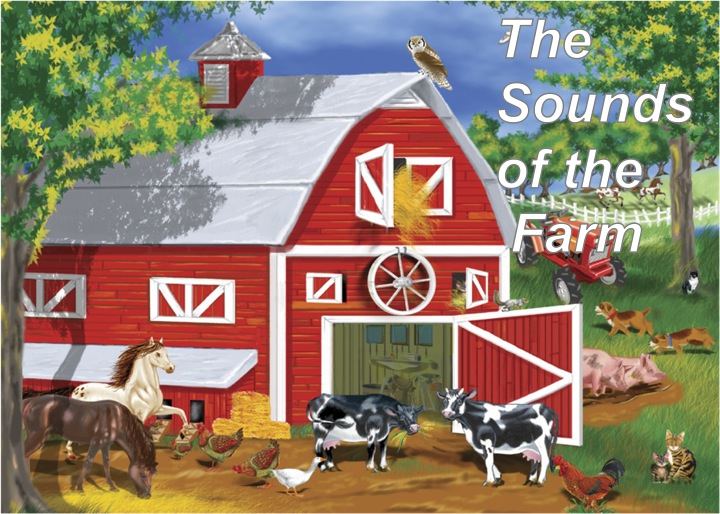 The
Sounds
of the
Farm